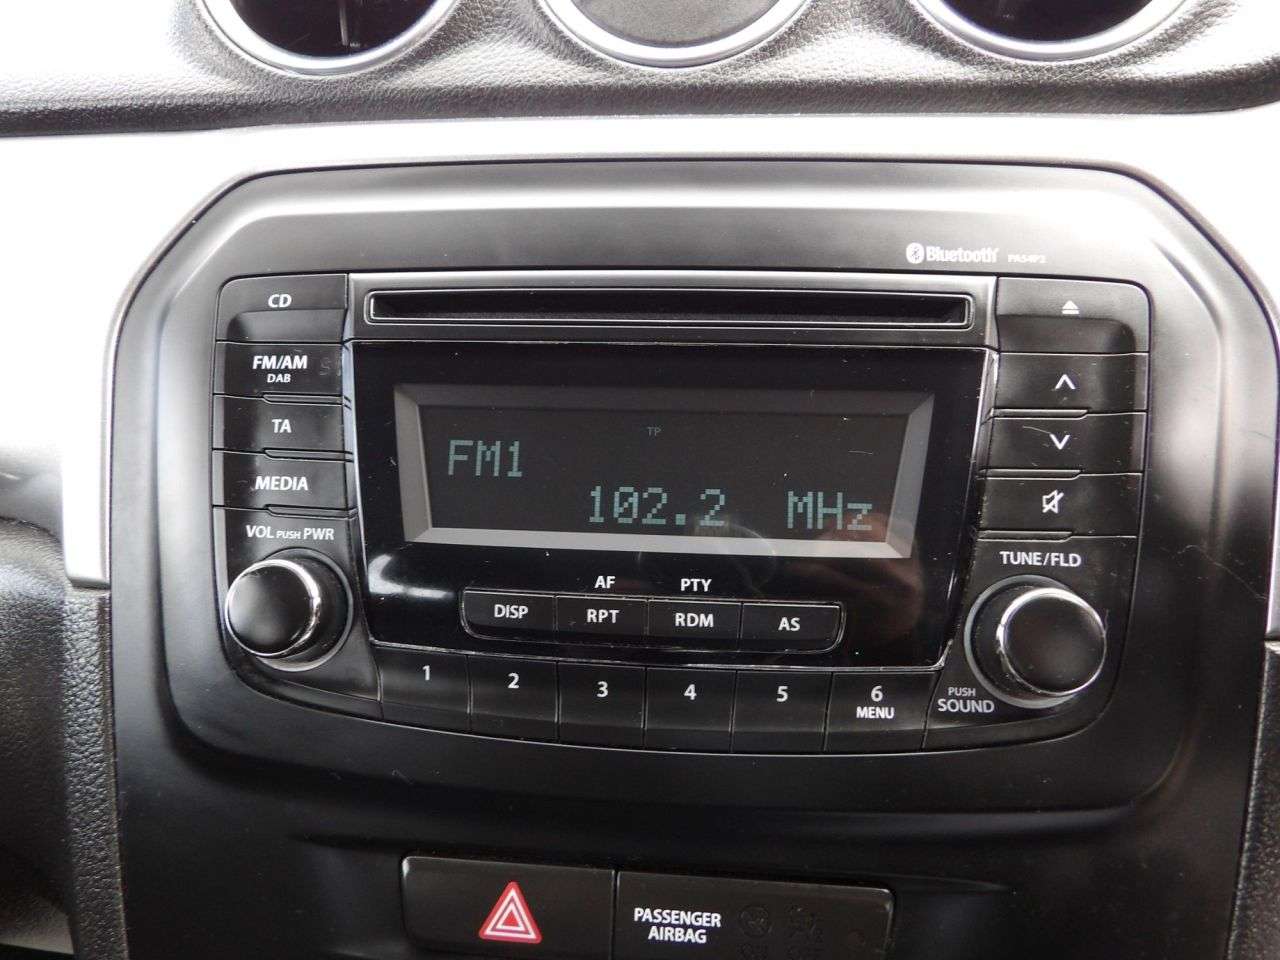 Bluetooth PA54P2
CD
FM/AM
DAB
TA
MEDIA
VOL PUSH PWR
TP
FM1
102.2 MHz
TUNE/FLD
AF PTY
DISP RPT RDM AS
1 2 3 4 5 6
MENU
PUSH
SOUND
PASSENGER
AIRBAG